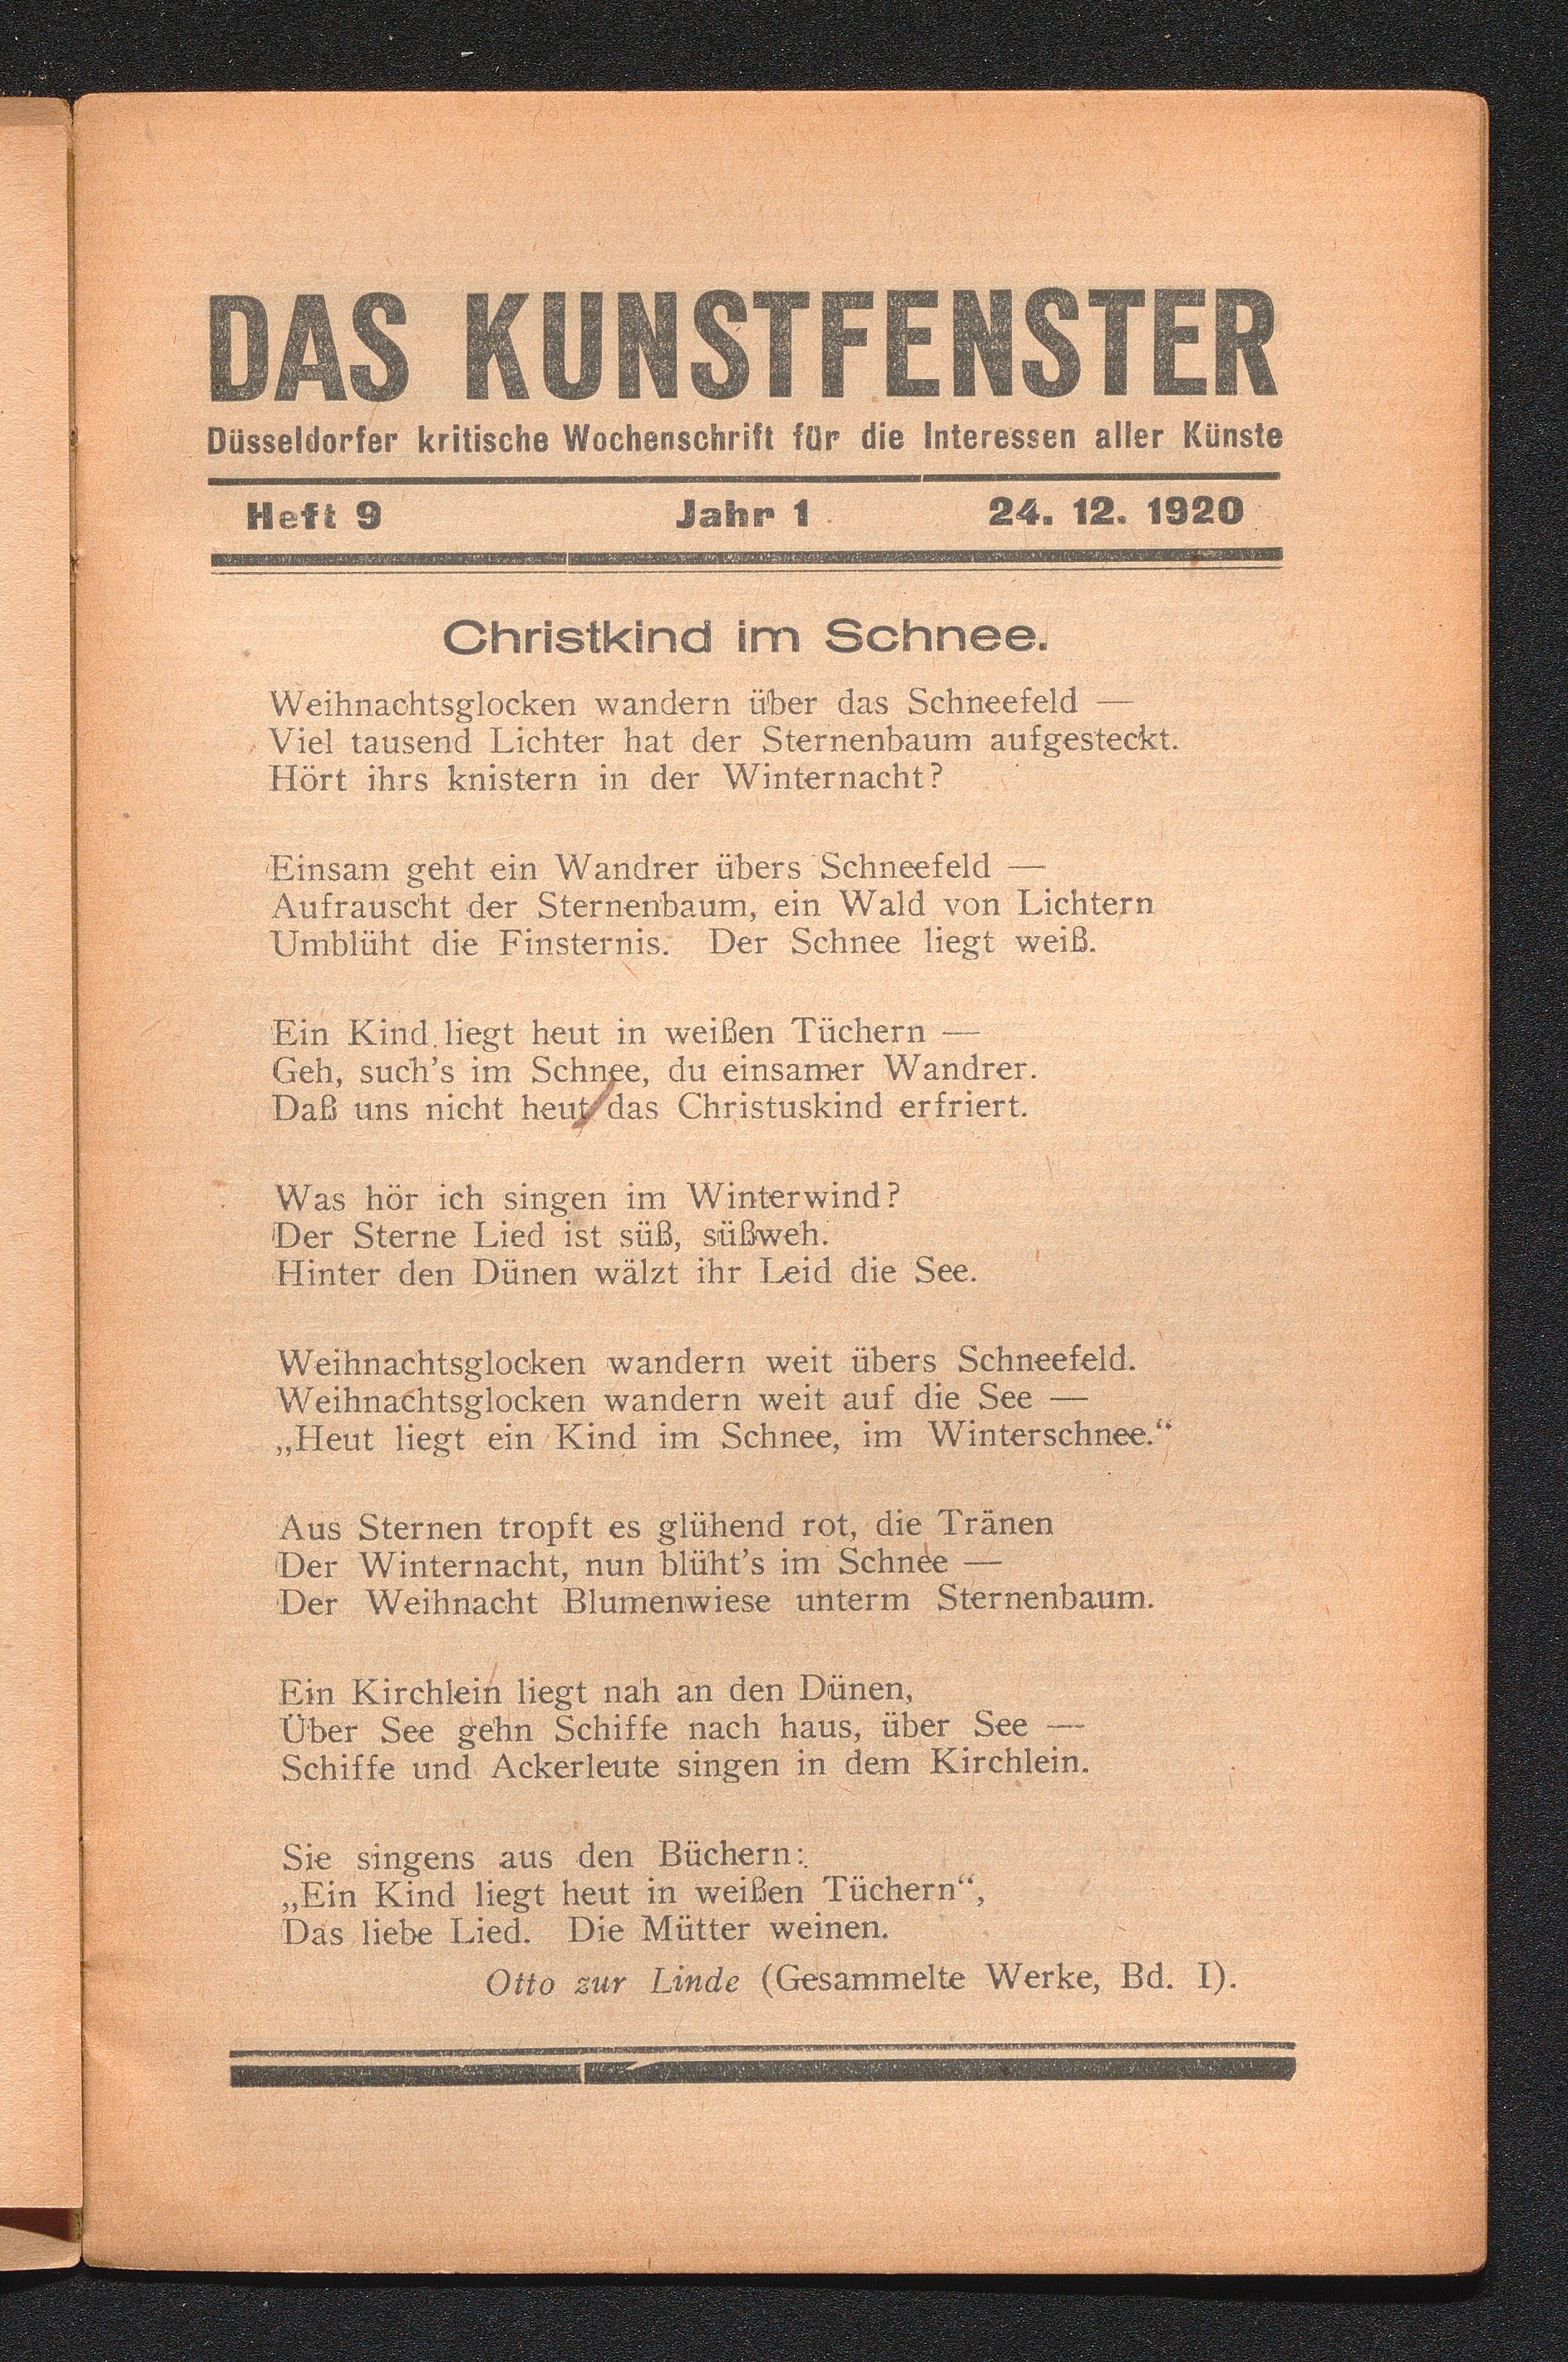 DAS KUNSTFENSTER
Düsseldorfer kritische Wochenschrift für die Interessen aller Künste
Heft 9 Jahr 1 24. 12. 1920
Christkind im Schnee.
Weihnachtsglocken wandern über das Schneefeld —
Viel tausend Lichter hat der Sternenbaum aufgesteckt.
Hört ihrs knistern in der Winternacht?
Einsam geht ein Wandrer übers Schneefeld —
Aufrauscht der Sternenbaum, ein Wald von Lichtern
Umblüht die Finsternis. Der Schnee liegt weiß.
Ein Kind liegt heut in weißen Tüchern —
Geh, such's im Schnee, du einsamer Wandrer.
Daß uns nicht heut das Christuskind erfriert.
Was hör ich singen im Winterwind?
Der Sterne Lied ist süß, süßweh.
Hinter den Dünen wälzt ihr Leid die See.
Weihnachtsglocken wandern weit übers Schneefeld.
Weihnachtsglocken wandern weit auf die See —
„Heut liegt ein Kind im Schnee, im Winterschnee.“
Aus Sternen tropft es glühend rot, die Tränen
Der Winternacht, nun blüht's im Schnee —
Der Weihnacht Blumenwiese unterm Sternenbaum.
Ein Kirchlein liegt nah an den Dünen,
Über See gehn Schiffe nach haus, über See —
Schiffe und Ackerleute singen in dem Kirchlein.
Sie singens aus den Büchern:
„Ein Kind liegt heut in weißen Tüchern“,
Das liebe Lied. Die Mütter weinen.
Otto zur Linde (Gesammelte Werke, Bd. I).